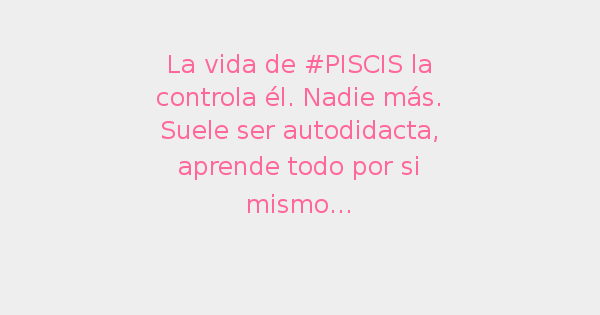 La vida de #PISCIS la
controla él. Nadie más.
Suele ser autodidacta,
aprende todo por si
mismo...